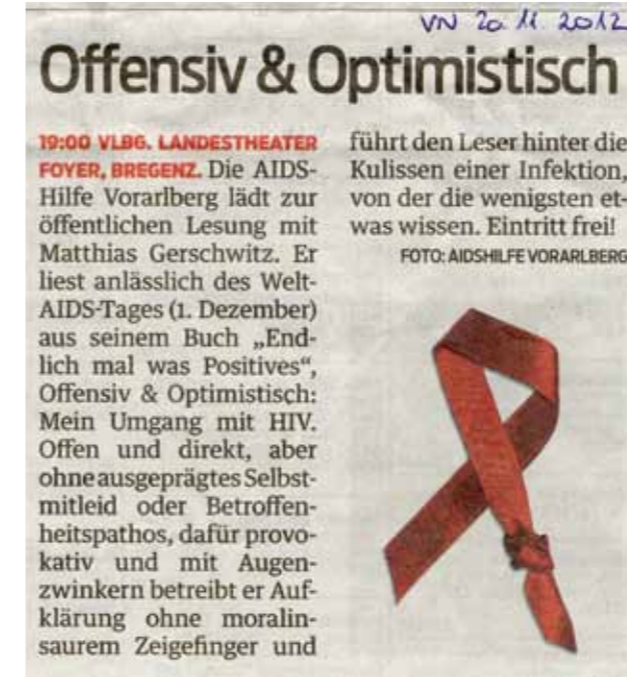 VN 20.11.2012
Offensiv & Optimistisch
19:00 VLBG. LANDESTHEATER
FOYER, BREGENZ. Die AIDS-
Hilfe Vorarlberg lädt zur
öffentlichen Lesung mit
Matthias Gerschwitz. Er
liest anlässlich des Welt-
AIDS-Tages (1. Dezember)
aus seinem Buch „End-
lich mal was Positives“,
Offensiv & Optimistisch:
Mein Umgang mit HIV.
Offen und direkt, aber
ohne ausgeprägtes Selbst-
mitleid oder Betroffen-
heitspathos, dafür provo-
kativ und mit Augen-
zwinkern betreibt er Auf-
klärung ohne moralin-
saurem Zeigefinger und
führt den Leser hinter die
Kulissen einer Infektion,
von der die wenigsten et-
was wissen. Eintritt frei!
FOTO: AIDSHILFE VORARLBERG